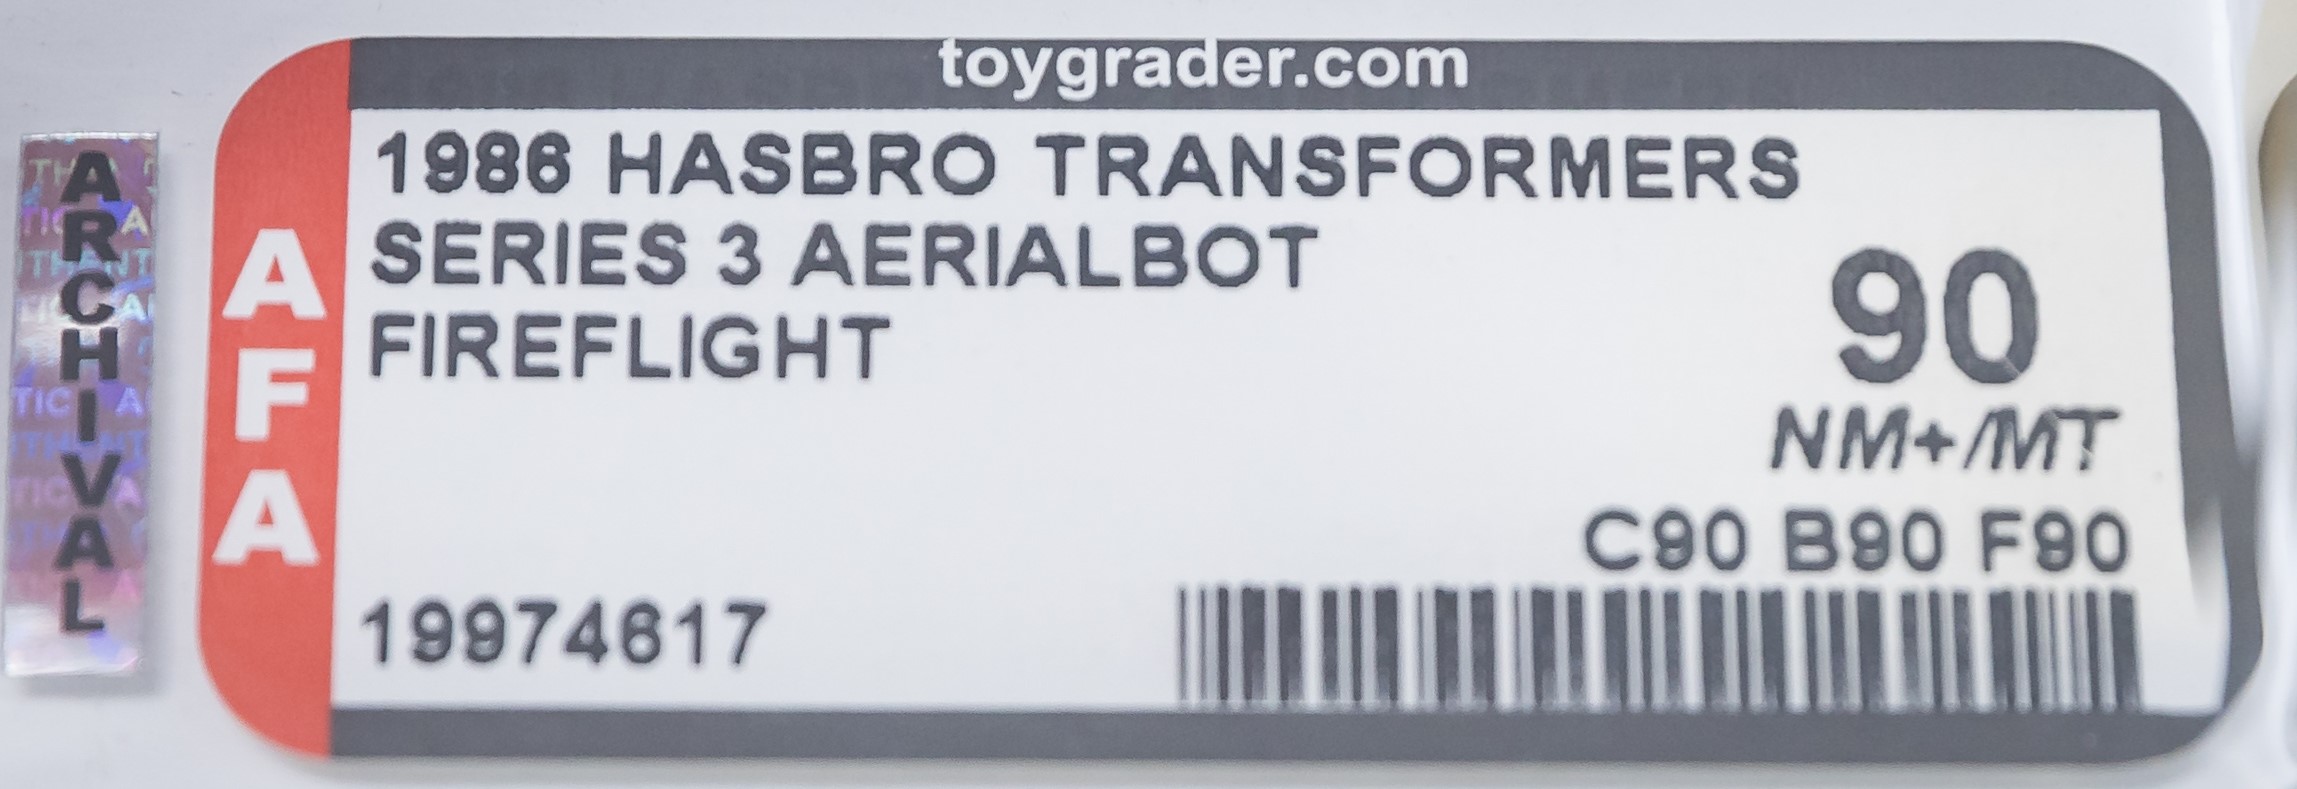 toygrader.com
ARCHIVAL
AFA
1986 HASBRO TRANSFORMERS
SERIES 3 AERIALBOT
FIREFLIGHT
90
NM+/MT
C90 B90 F90
19974617